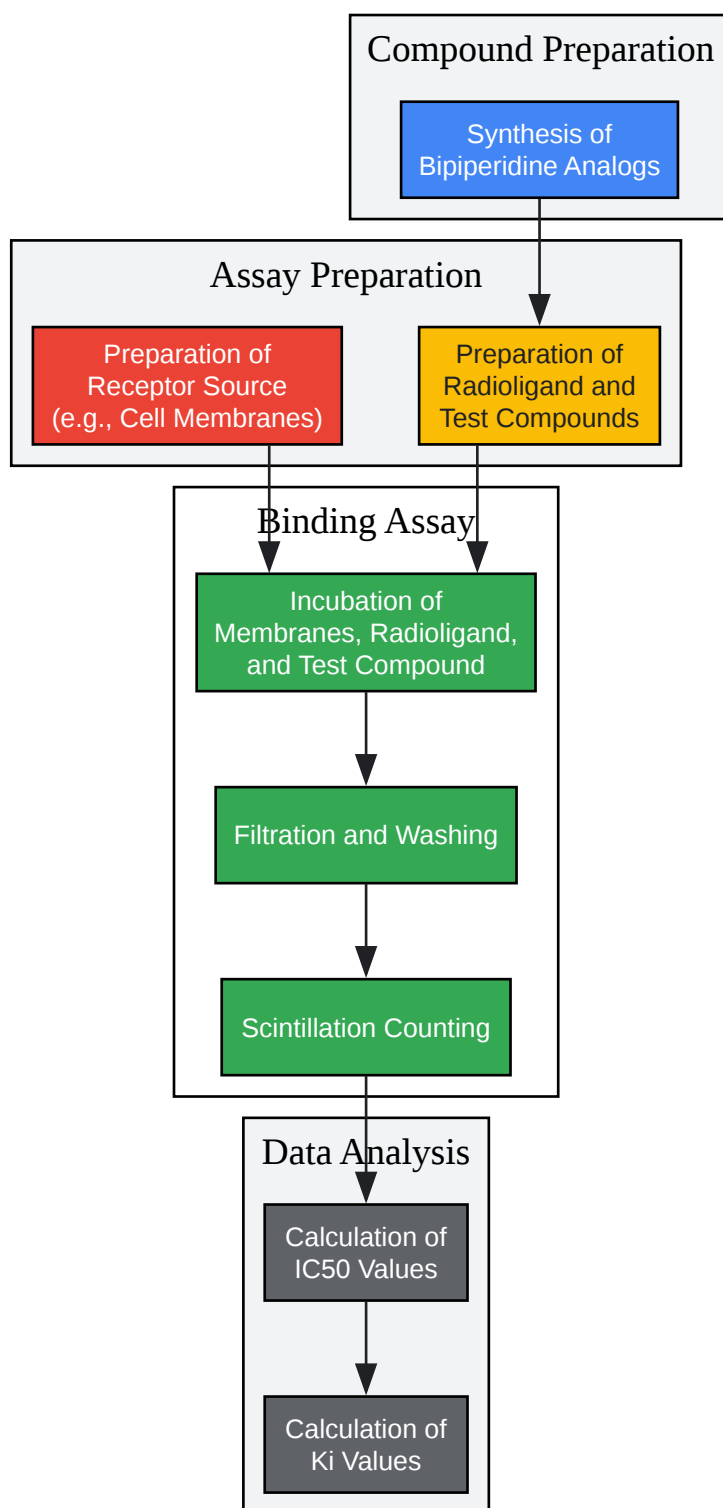 Compound Preparation
Synthesis of
Bipiperidine Analogs
Assay Preparation
Preparation of
Receptor Source
(e.g., Cell Membranes)
Preparation of
Radioligand and
Test Compounds
Binding Assay
Incubation of
Membranes, Radioligand,
and Test Compound
Filtration and Washing
Scintillation Counting
Data Analysis
Calculation of
IC50 Values
Calculation of
Ki Values